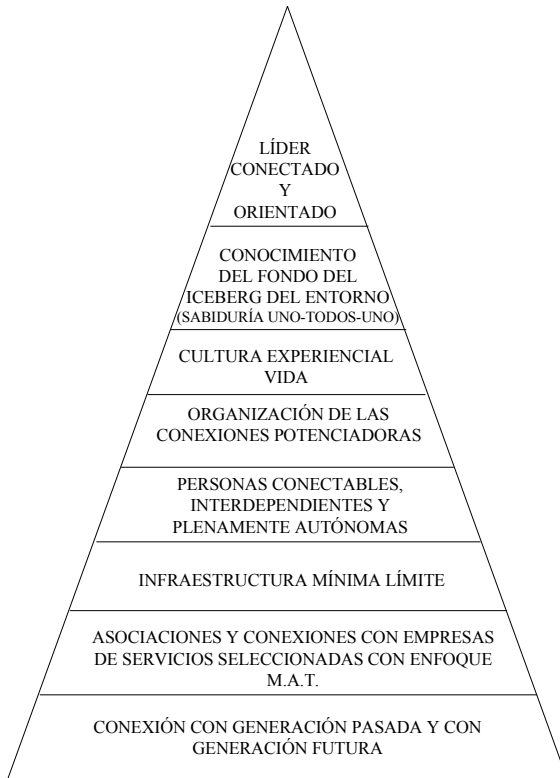 LÍDER
CONECTADO
Y
ORIENTADO
CONOCIMIENTO
DEL FONDO DEL
ICEBERG DEL ENTORNO
(SABIDURÍA UNO-TODOS-UNO)
CULTURA EXPERIENCIAL
VIDA
ORGANIZACIÓN DE LAS
CONEXIONES POTENCIADORAS
PERSONAS CONECTABLES,
INTERDEPENDIENTES Y
PLENAMENTE AUTÓNOMAS
INFRAESTRUCTURA MÍNIMA LÍMITE
ASOCIACIONES Y CONEXIONES CON EMPRESAS
DE SERVICIOS SELECCIONADAS CON ENFOQUE
M.A.T.
CONEXIÓN CON GENERACIÓN PASADA Y CON
GENERACIÓN FUTURA